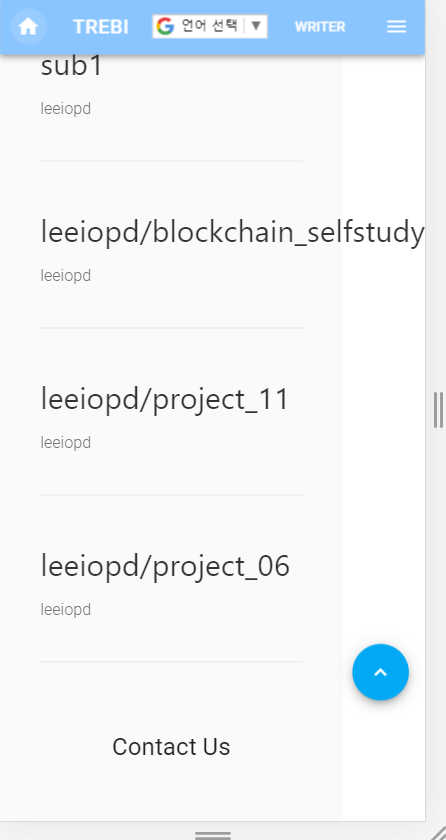 TREBI 언어 선택 ▼ WRITER
sub1
leeiopd
leeiopd/blockchain_selfstudy
leeiopd
leeiopd/project_11
leeiopd
leeiopd/project_06
leeiopd
Contact Us